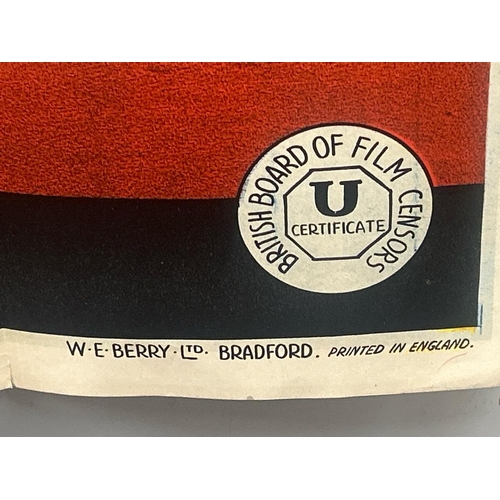 BRITISH BOARD OF FILM CENSORS
U
CERTIFICATE
W·E·BERRY·LTD· BRADFORD. PRINTED IN ENGLAND.